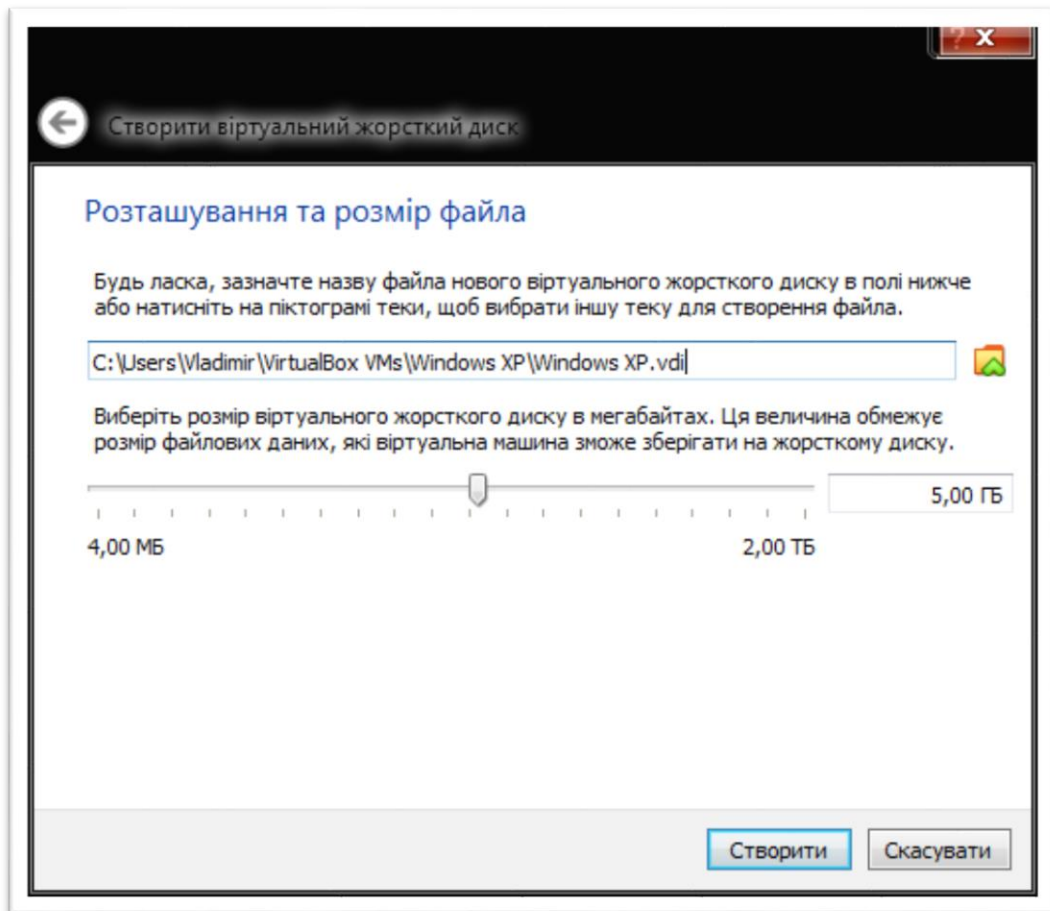 Створити віртуальний жорсткий диск
Розташування та розмір файла
Будь ласка, зазначте назву файла нового віртуального жорсткого диску в полі нижче
або натисніть на піктограмі теки, щоб вибрати іншу теку для створення файла.
C:\Users\Vladimir\VirtualBox VMs\Windows XP\Windows XP.vdi
Виберіть розмір віртуального жорсткого диску в мегабайтах. Ця величина обмежує
розмір файлових даних, які віртуальна машина зможе зберігати на жорсткому диску.
5,00 ГБ
4,00 МБ 2,00 ТБ
Створити Скасувати